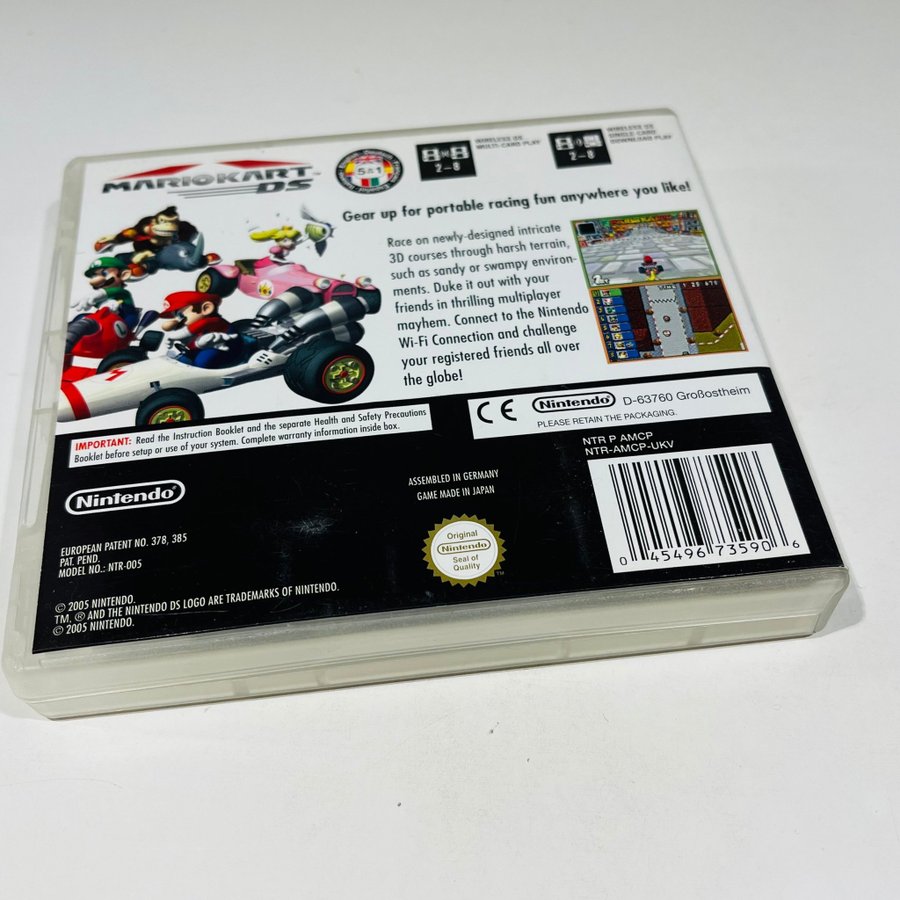 MARIOKART
DS
5 in 1
8 8
2-8
WIRELESS DS
MULTI-CARD PLAY
2-8
WIRELESS DS
SINGLE-CARD
DOWNLOAD PLAY
Gear up for portable racing fun anywhere you like!
Race on newly-designed intricate
3D courses through harsh terrain,
such as sandy or swampy environ-
ments. Duke it out with your
friends in thrilling multiplayer
mayhem. Connect to the Nintendo
Wi-Fi Connection and challenge
your registered friends all over
the globe!
IMPORTANT: Read the Instruction Booklet and the separate Health and Safety Precautions
Booklet before setup or use of your system. Complete warranty information inside box.
CE Nintendo D-63760 Großostheim
PLEASE RETAIN THE PACKAGING.
NTR P AMCP
NTR-AMCP-UKV
Nintendo
ASSEMBLED IN GERMANY
GAME MADE IN JAPAN
EUROPEAN PATENT NO. 378, 385
PAT. PEND.
MODEL NO.: NTR-005
Original
Nintendo
Seal of
Quality
TM
0 45496 73590 6
© 2005 NINTENDO.
TM, ® AND THE NINTENDO DS LOGO ARE TRADEMARKS OF NINTENDO.
© 2005 NINTENDO.